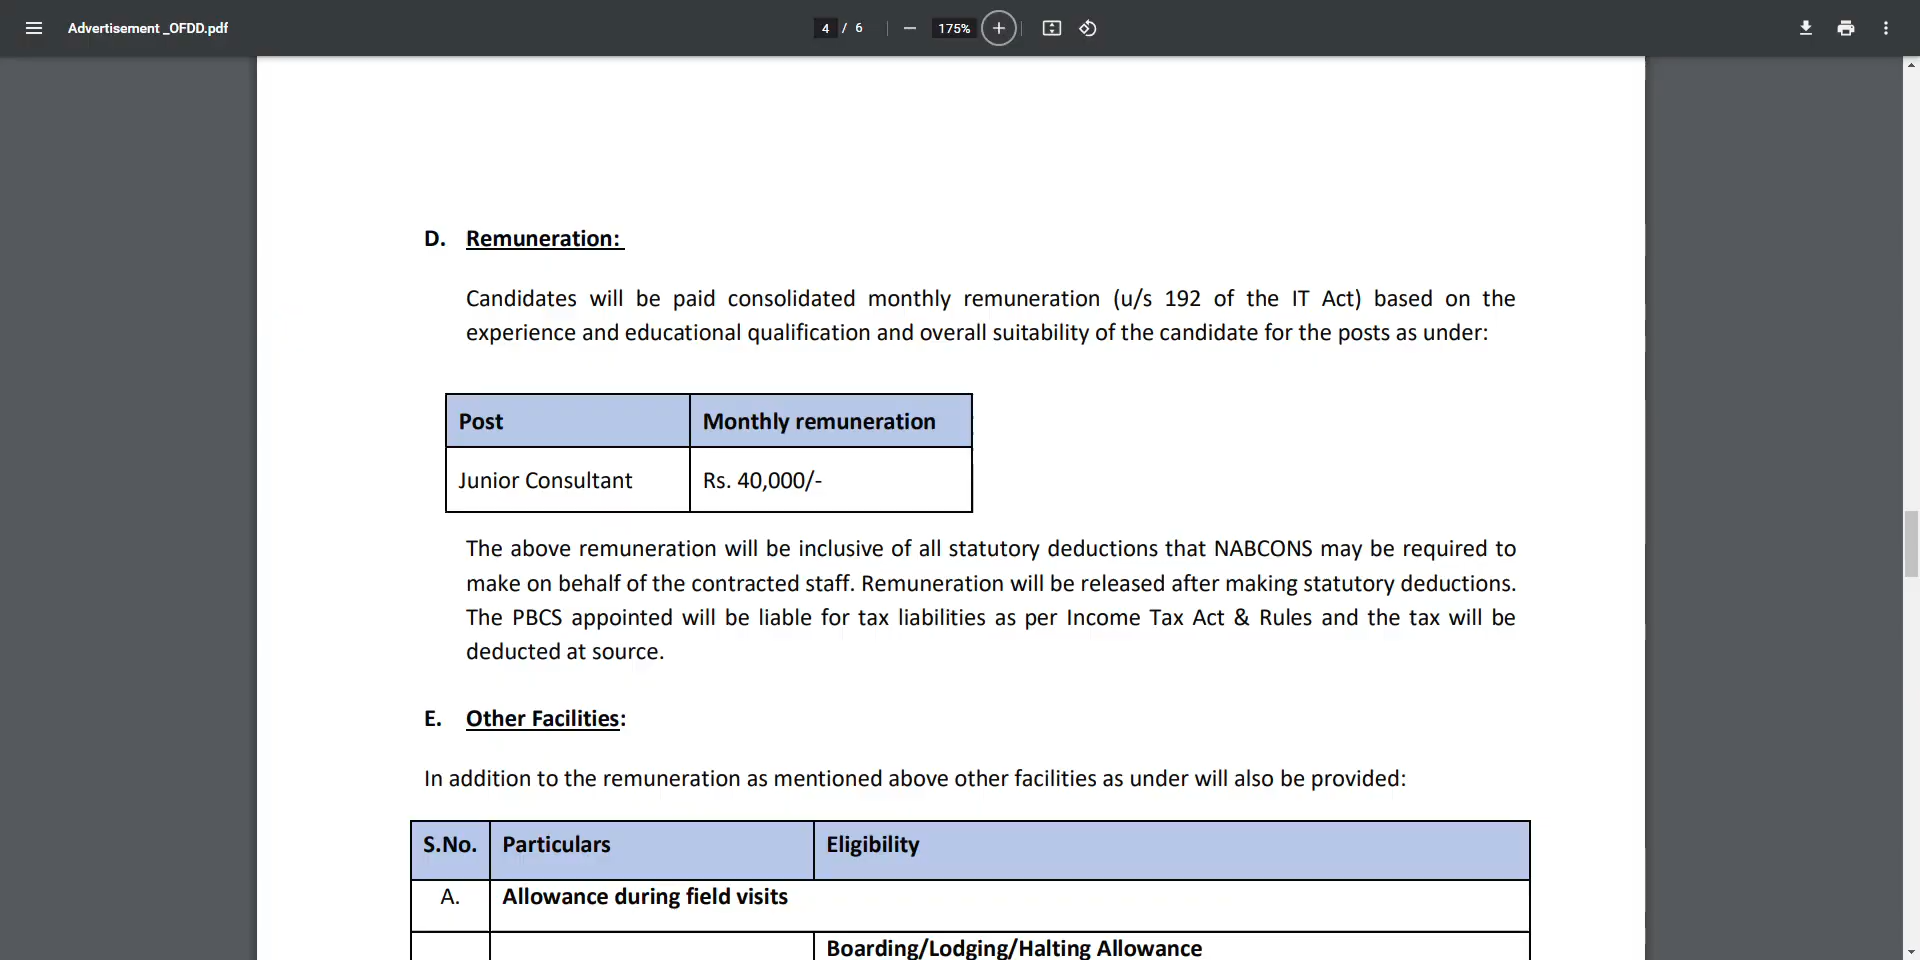 Advertisement _OFDD.pdf
4 / 6
175%
D. Remuneration:
Candidates will be paid consolidated monthly remuneration (u/s 192 of the IT Act) based on the
experience and educational qualification and overall suitability of the candidate for the posts as under:
Post Monthly remuneration
Junior Consultant Rs. 40,000/-
The above remuneration will be inclusive of all statutory deductions that NABCONS may be required to
make on behalf of the contracted staff. Remuneration will be released after making statutory deductions.
The PBCS appointed will be liable for tax liabilities as per Income Tax Act & Rules and the tax will be
deducted at source.
E. Other Facilities:
In addition to the remuneration as mentioned above other facilities as under will also be provided:
S.No. Particulars Eligibility
A. Allowance during field visits
Boarding/Lodging/Halting Allowance